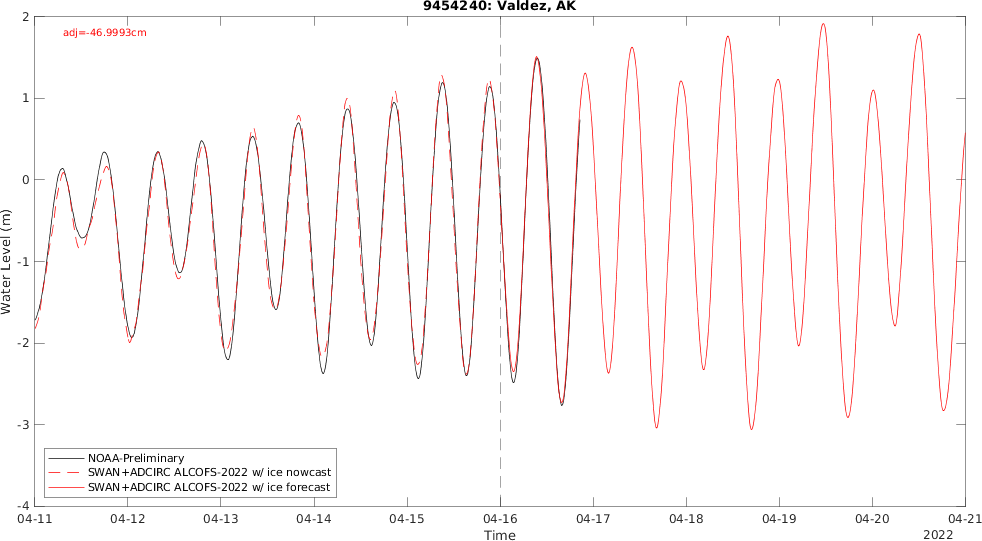 9454240: Valdez, AK
adj=-46.9993cm
2
1
0
-1
-2
-3
-4
Water Level (m)
NOAA-Preliminary
SWAN+ADCIRC ALCOFS-2022 w/ ice nowcast
SWAN+ADCIRC ALCOFS-2022 w/ ice forecast
04-11 04-12 04-13 04-14 04-15 04-16 04-17 04-18 04-19 04-20 04-21
Time
2022